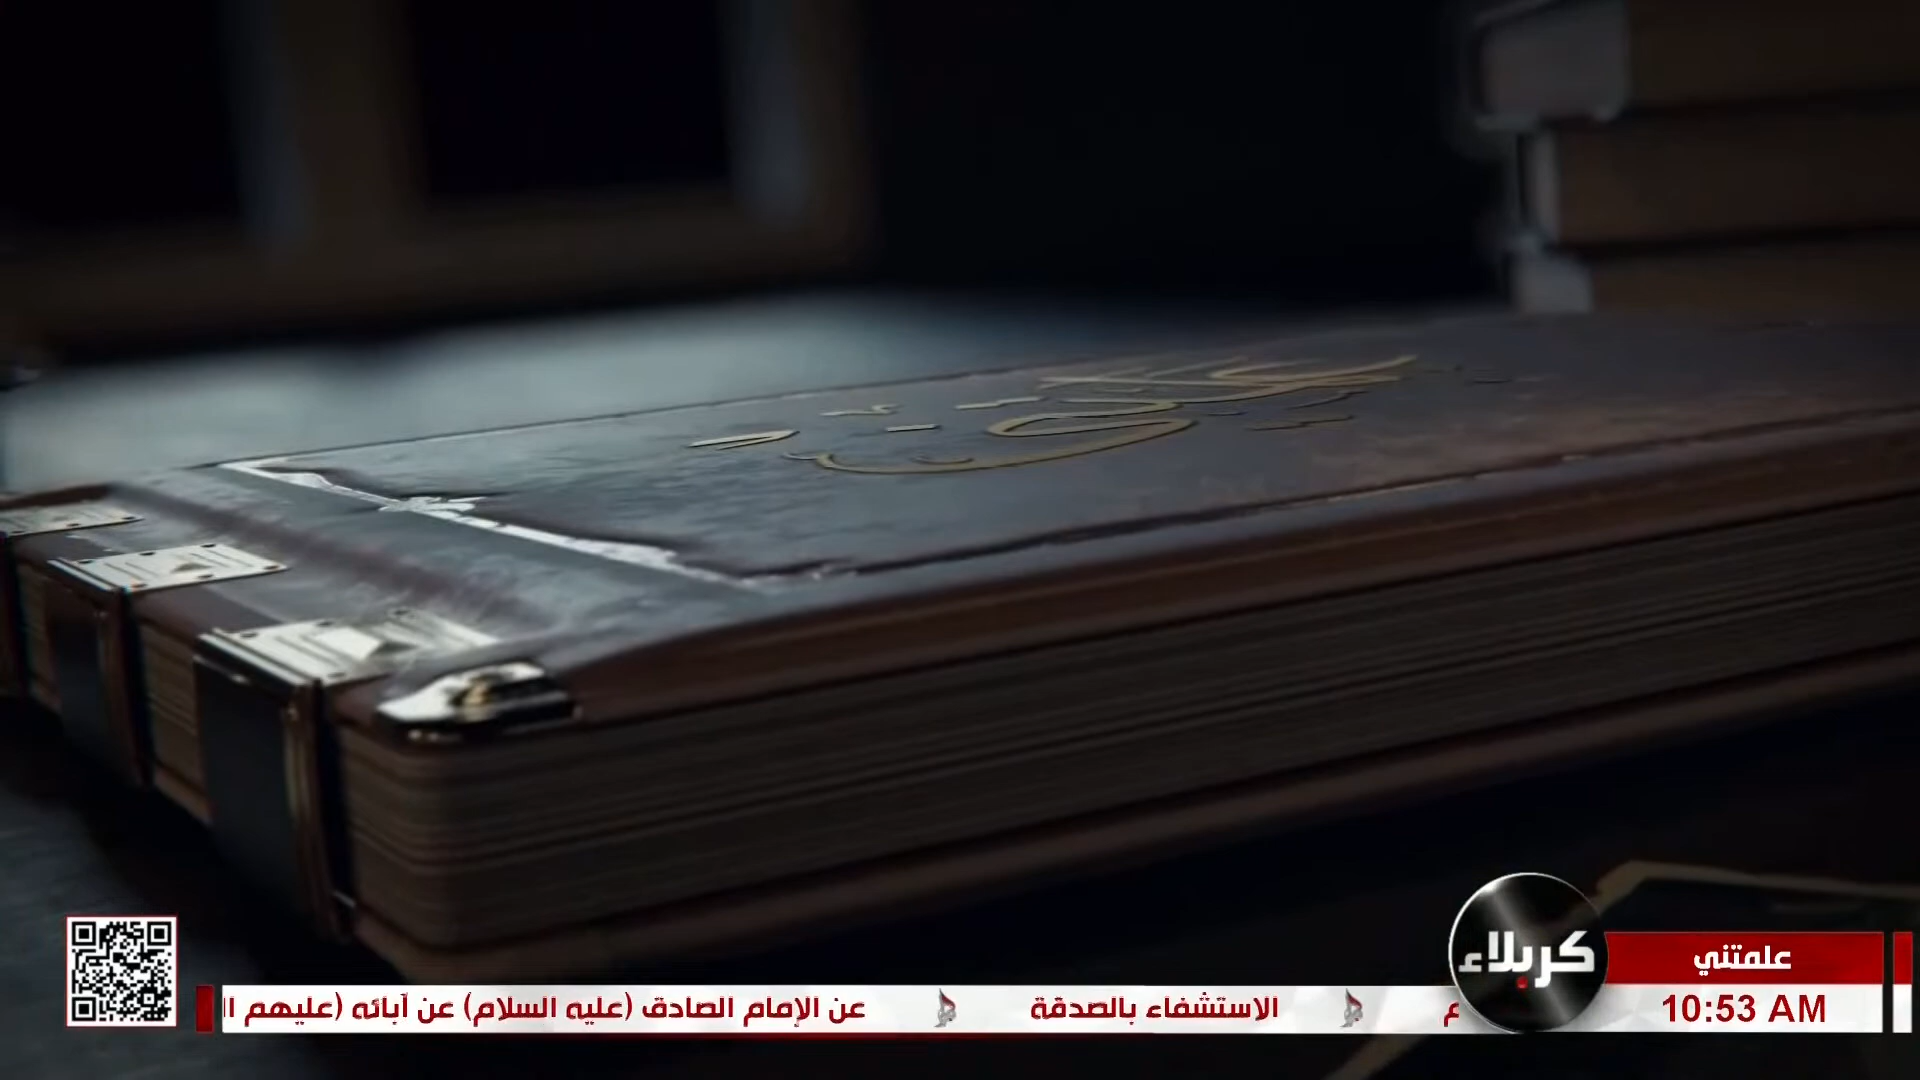 كربلاء
علمتني
10:53 AM
الاستشفاء بالصدقة
عن الإمام الصادق (عليه السلام) عن آبائه (عليهم ا